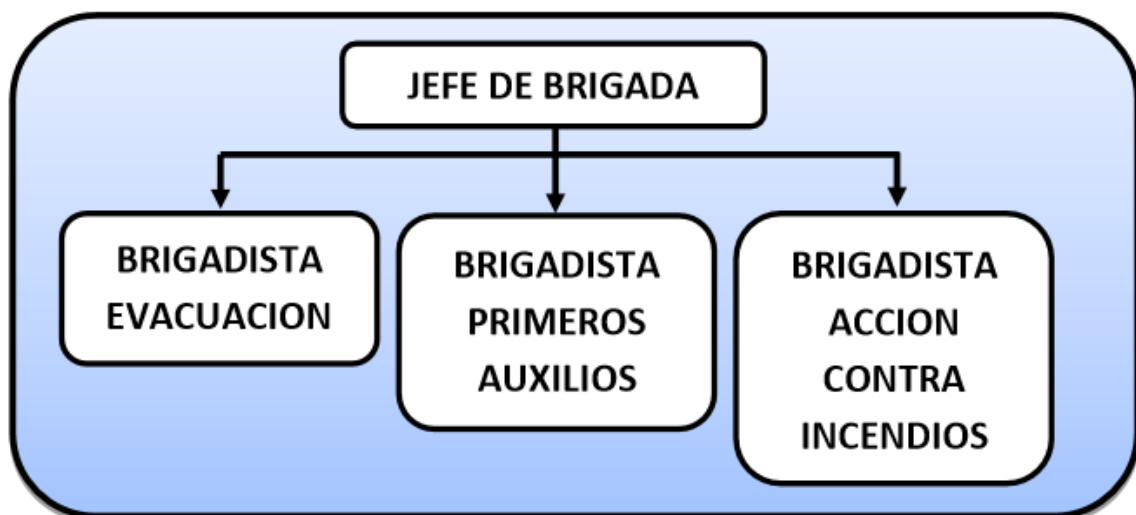 JEFE DE BRIGADA
BRIGADISTA
EVACUACION
BRIGADISTA
PRIMEROS
AUXILIOS
BRIGADISTA
ACCION
CONTRA
INCENDIOS